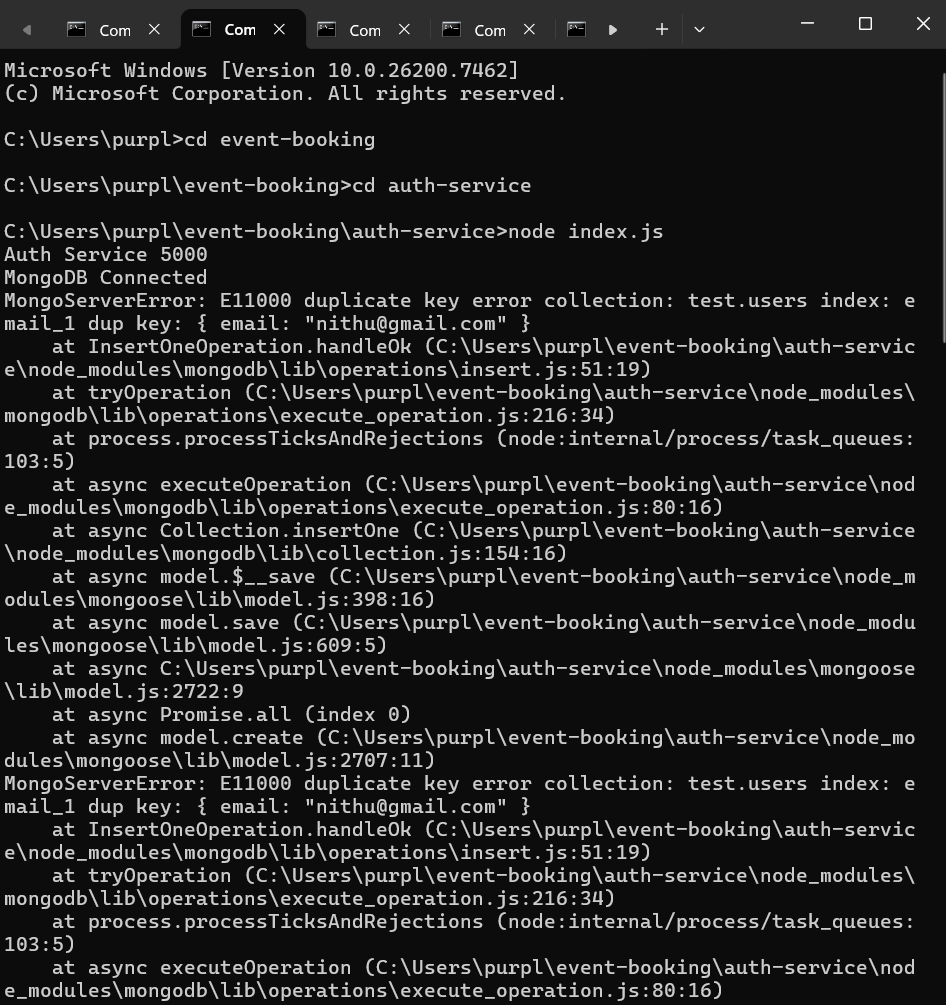 Com Com Com Com
Microsoft Windows [Version 10.0.26200.7462]
(c) Microsoft Corporation. All rights reserved.
C:\Users\purpl>cd event-booking
C:\Users\purpl\event-booking>cd auth-service
C:\Users\purpl\event-booking\auth-service>node index.js
Auth Service 5000
MongoDB Connected
MongoServerError: E11000 duplicate key error collection: test.users index: e
mail_1 dup key: { email: "nithu@gmail.com" }
    at InsertOneOperation.handleOk (C:\Users\purpl\event-booking\auth-servic
e\node_modules\mongodb\lib\operations\insert.js:51:19)
    at tryOperation (C:\Users\purpl\event-booking\auth-service\node_modules\
mongodb\lib\operations\execute_operation.js:216:34)
    at process.processTicksAndRejections (node:internal/process/task_queues:
103:5)
    at async executeOperation (C:\Users\purpl\event-booking\auth-service\nod
e_modules\mongodb\lib\operations\execute_operation.js:80:16)
    at async Collection.insertOne (C:\Users\purpl\event-booking\auth-service
\node_modules\mongodb\lib\collection.js:154:16)
    at async model.$__save (C:\Users\purpl\event-booking\auth-service\node_m
odules\mongoose\lib\model.js:398:16)
    at async model.save (C:\Users\purpl\event-booking\auth-service\node_modu
les\mongoose\lib\model.js:609:5)
    at async C:\Users\purpl\event-booking\auth-service\node_modules\mongoose
\lib\model.js:2722:9
    at async Promise.all (index 0)
    at async model.create (C:\Users\purpl\event-booking\auth-service\node_mo
dules\mongoose\lib\model.js:2707:11)
MongoServerError: E11000 duplicate key error collection: test.users index: e
mail_1 dup key: { email: "nithu@gmail.com" }
    at InsertOneOperation.handleOk (C:\Users\purpl\event-booking\auth-servic
e\node_modules\mongodb\lib\operations\insert.js:51:19)
    at tryOperation (C:\Users\purpl\event-booking\auth-service\node_modules\
mongodb\lib\operations\execute_operation.js:216:34)
    at process.processTicksAndRejections (node:internal/process/task_queues:
103:5)
    at async executeOperation (C:\Users\purpl\event-booking\auth-service\nod
e_modules\mongodb\lib\operations\execute_operation.js:80:16)